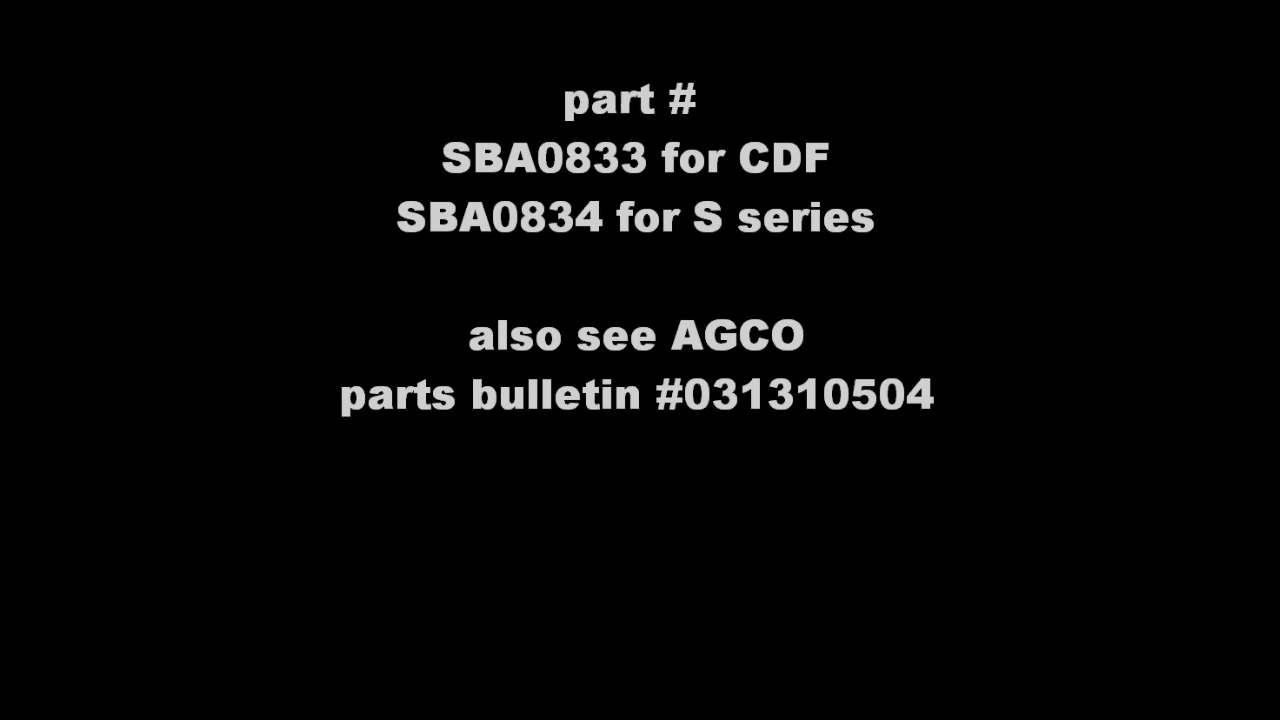 part #
SBA0833 for CDF
SBA0834 for S series
also see AGCO
parts bulletin #031310504